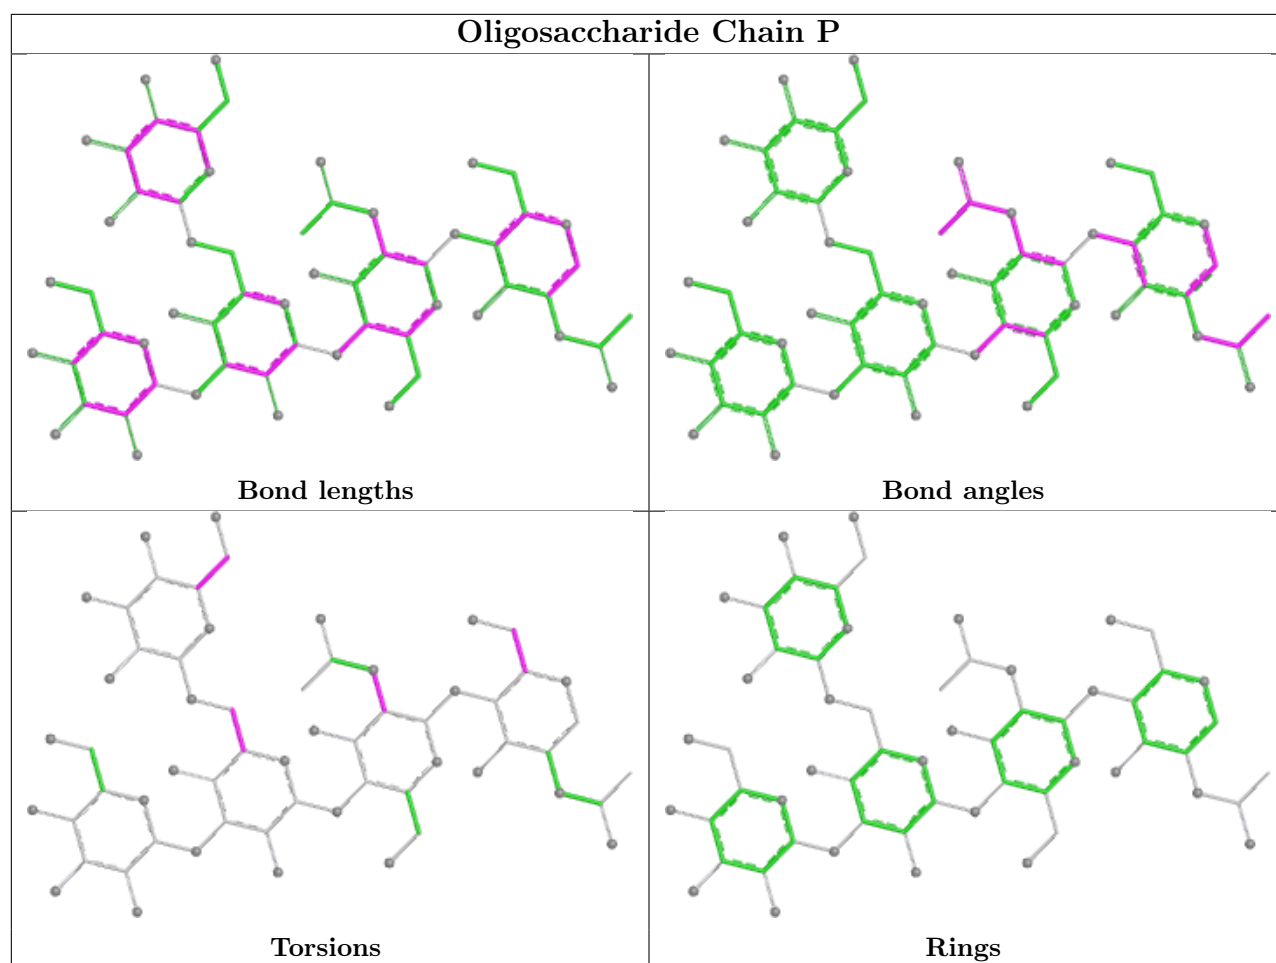 Oligosaccharide Chain P
Bond lengths
Bond angles
Torsions
Rings